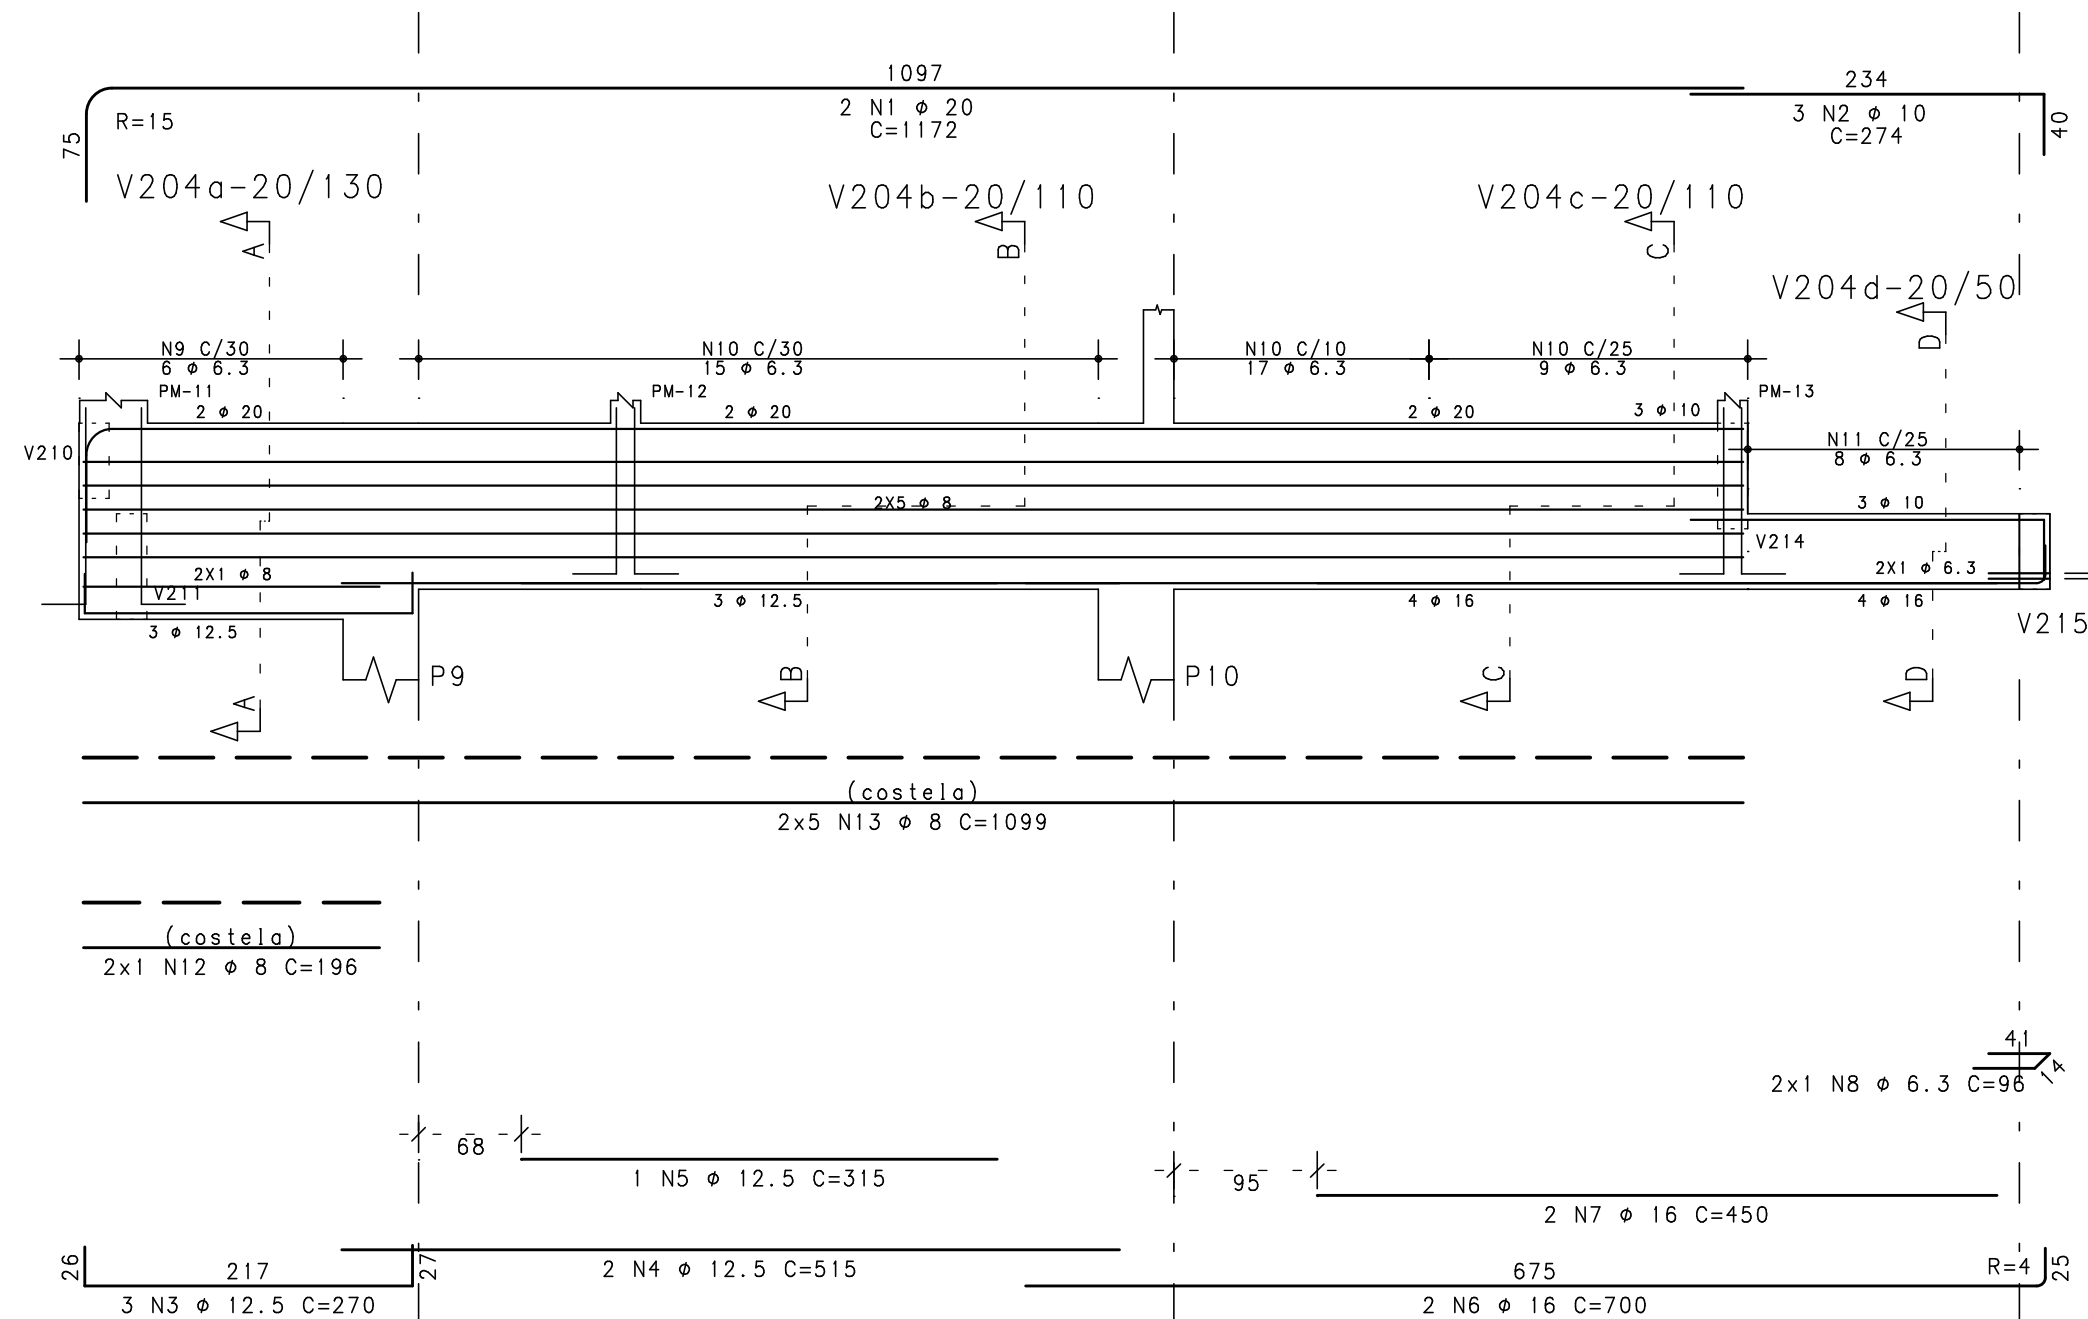 1097
2 N1 ϕ 20
C=1172
234
3 N2 ϕ 10
C=274
R=15
75
40
V204a-20/130
V204b-20/110
V204c-20/110
V204d-20/50
A
B
C
D
N9 C/30
6 ϕ 6.3
N10 C/30
15 ϕ 6.3
N10 C/10
17 ϕ 6.3
N10 C/25
9 ϕ 6.3
PM-11
PM-12
PM-13
2 ϕ 20
2 ϕ 20
2 ϕ 20
3 ϕ 10
V210
N11 C/25
8 ϕ 6.3
2X5 ϕ 8
3 ϕ 10
V214
2X1 ϕ 8
2X1 ϕ 6.3
V211
3 ϕ 12.5
3 ϕ 12.5
4 ϕ 16
4 ϕ 16
V215
P9
P10
A
B
C
D
(costela)
2x5 N13 ϕ 8 C=1099
(costela)
2x1 N12 ϕ 8 C=196
41
14
2x1 N8 ϕ 6.3 C=96
68
1 N5 ϕ 12.5 C=315
95
2 N7 ϕ 16 C=450
26
217
27
3 N3 ϕ 12.5 C=270
2 N4 ϕ 12.5 C=515
675
R=4
25
2 N6 ϕ 16 C=700